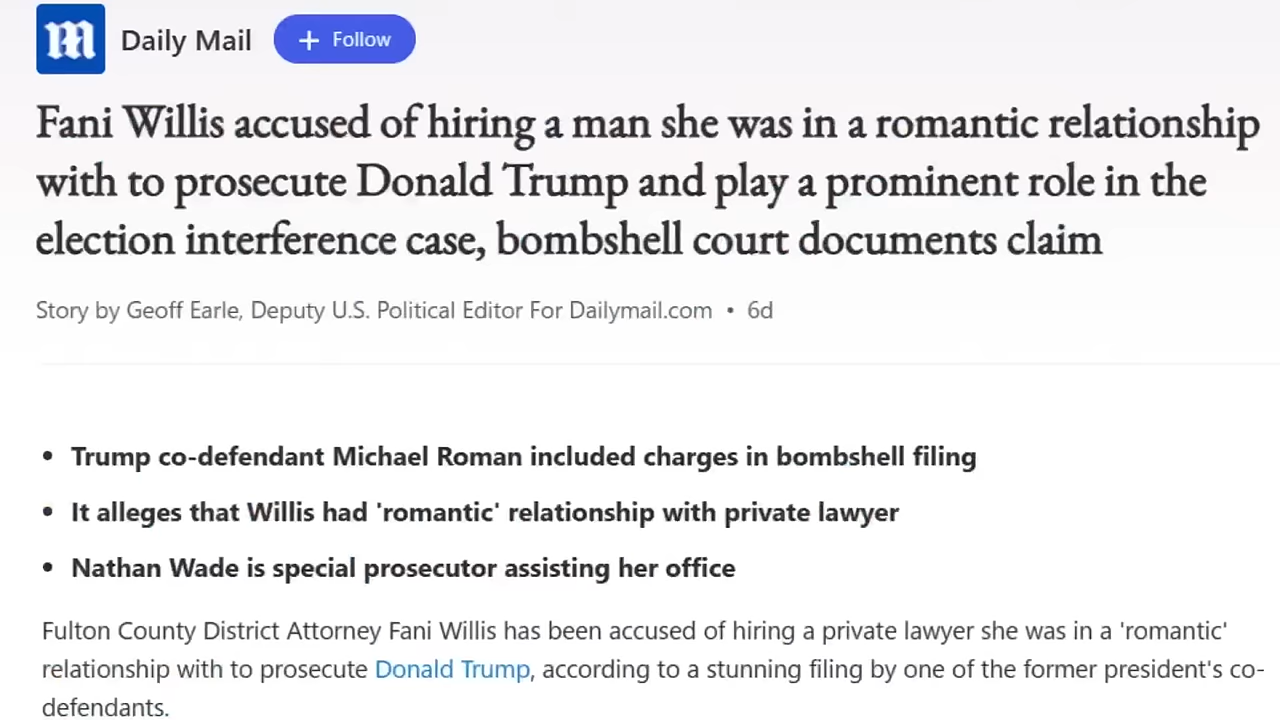 Daily Mail
+ Follow
Fani Willis accused of hiring a man she was in a romantic relationship
with to prosecute Donald Trump and play a prominent role in the
election interference case, bombshell court documents claim
Story by Geoff Earle, Deputy U.S. Political Editor For Dailymail.com • 6d
• Trump co-defendant Michael Roman included charges in bombshell filing
• It alleges that Willis had 'romantic' relationship with private lawyer
• Nathan Wade is special prosecutor assisting her office
Fulton County District Attorney Fani Willis has been accused of hiring a private lawyer she was in a 'romantic'
relationship with to prosecute Donald Trump, according to a stunning filing by one of the former president's co-
defendants.